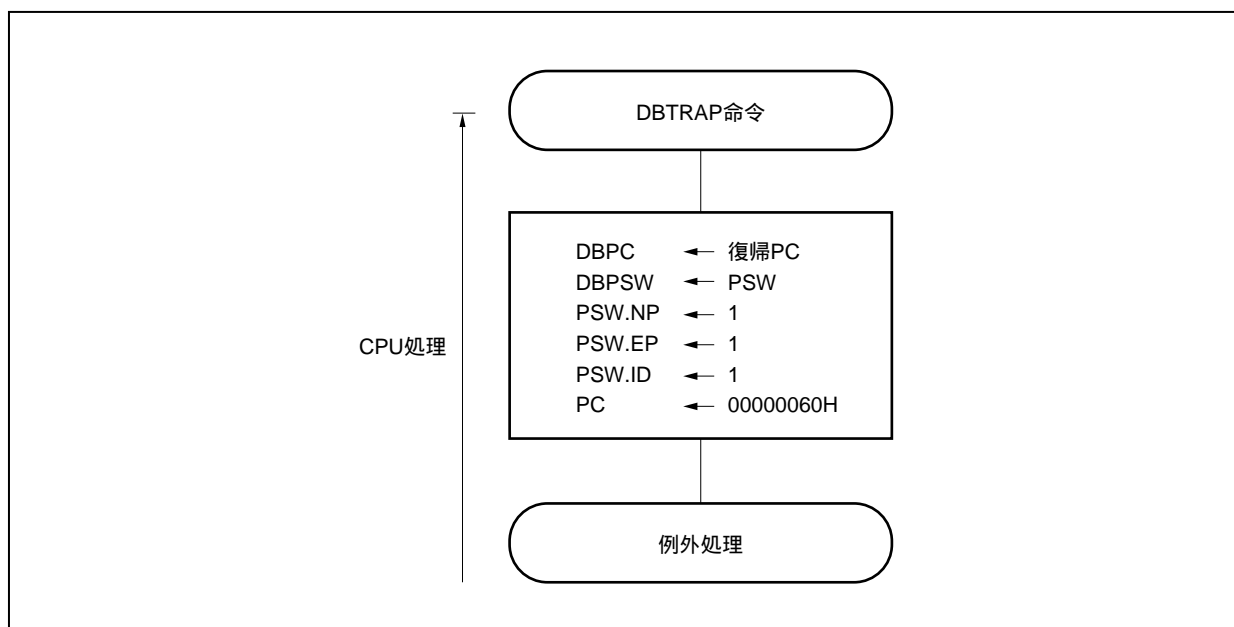 DBTRAP命令
DBPC ← 復帰PC
DBPSW ← PSW
PSW.NP ← 1
PSW.EP ← 1
PSW.ID ← 1
PC ← 00000060H
CPU処理
例外処理